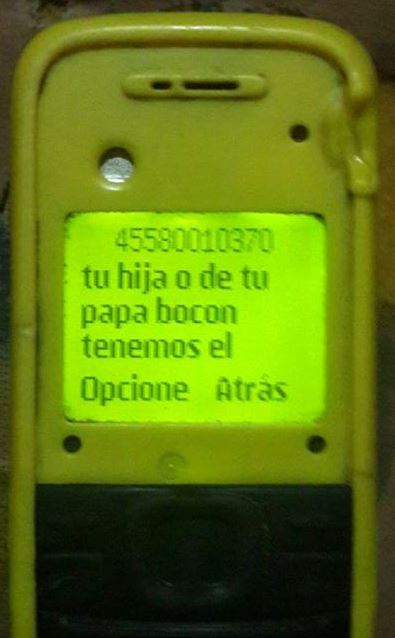 45580010370
tu hija o de tu
papa bocon
tenemos el
Opcione Atrás